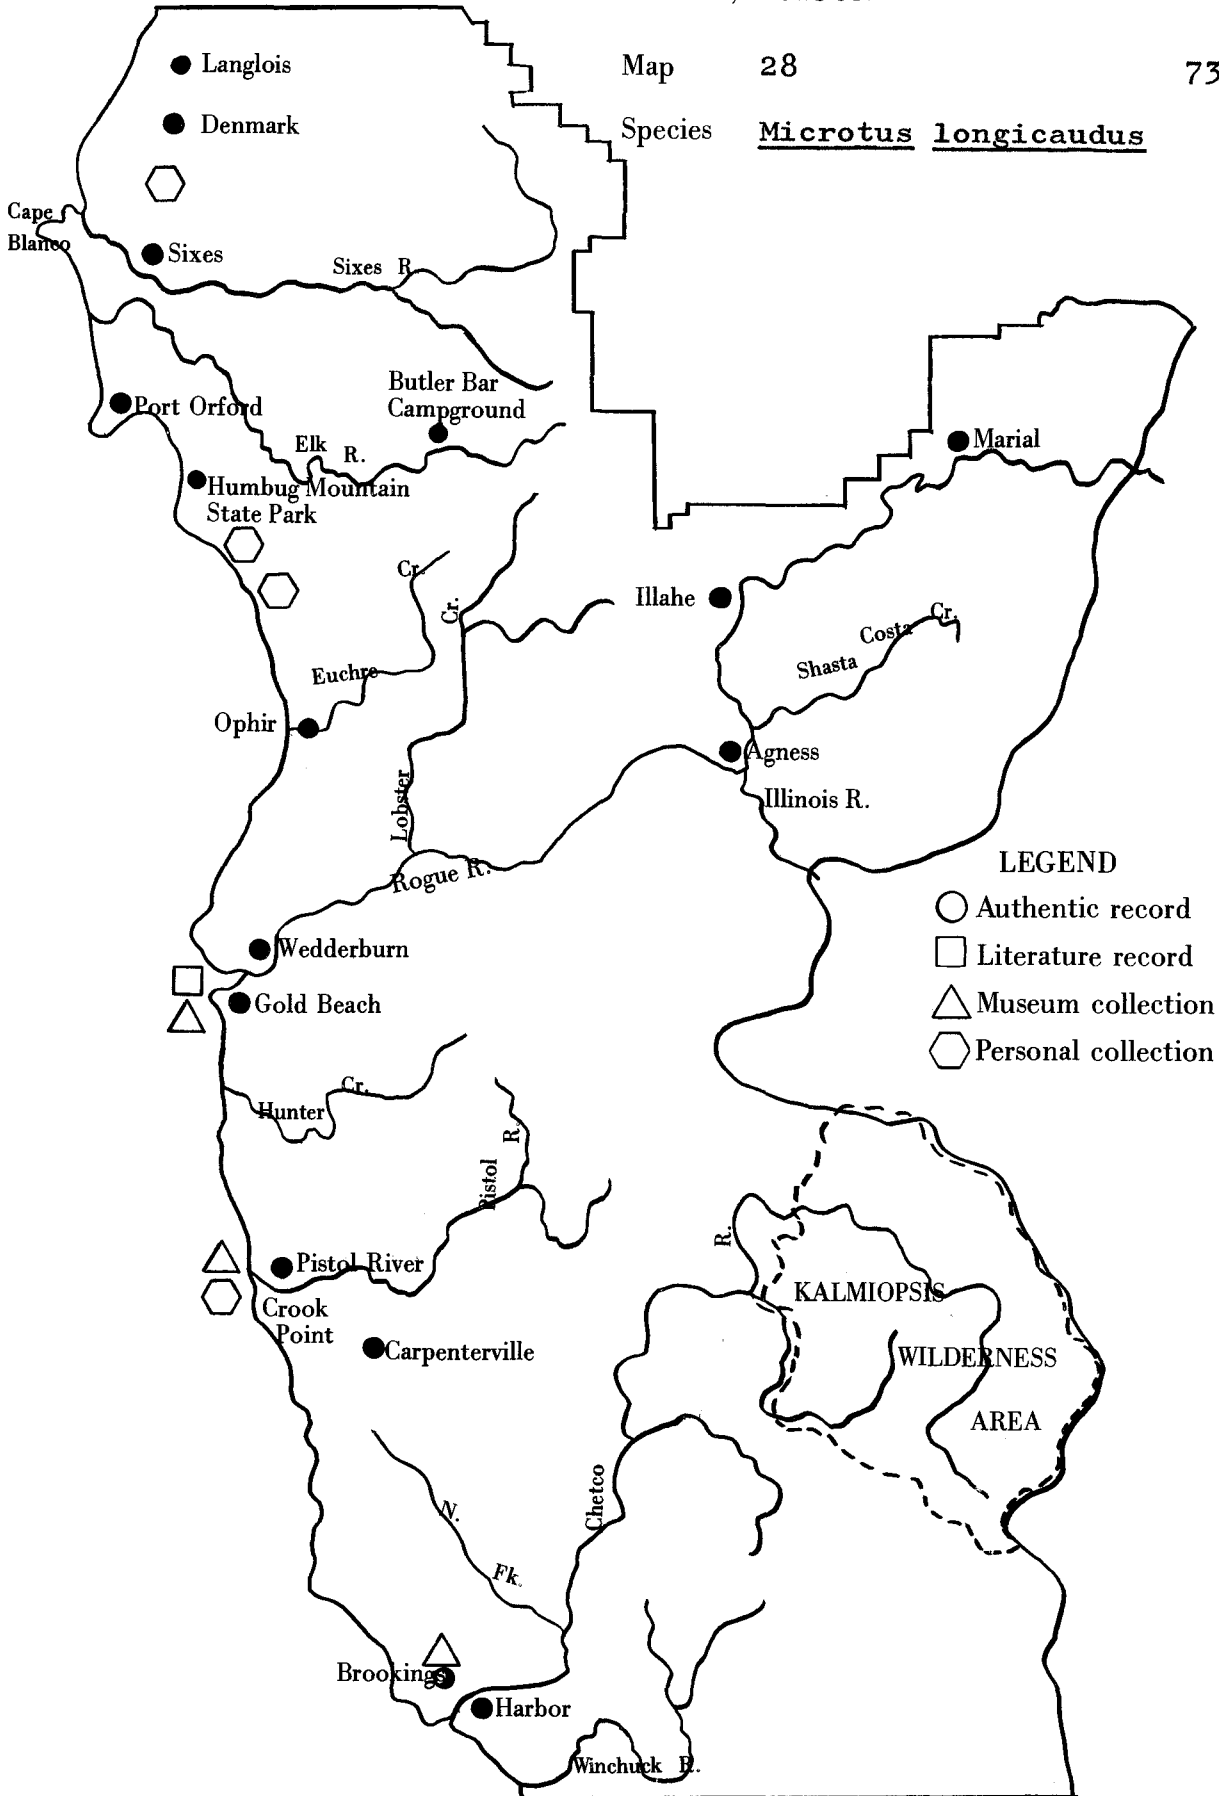 Map 28 73
Species Microtus longicaudus
Langlois
Denmark
Cape
Blanco
Sixes
Sixes R.
Butler Bar
Campground
Port Orford
Elk R.
Marial
Humbug Mountain
State Park
Cr.
Cr.
Illahe
Euchre
Shasta Costa Cr.
Ophir
Agness
Lobster
Illinois R.
Rogue R.
LEGEND
Authentic record
Literature record
Museum collection
Personal collection
Wedderburn
Gold Beach
Hunter Cr.
Pistol R.
R.
Pistol River
KALMIOPSIS
WILDERNESS
AREA
Crook
Point
Carpenterville
Chetco
N.
Fk.
Brookings
Harbor
Winchuck R.